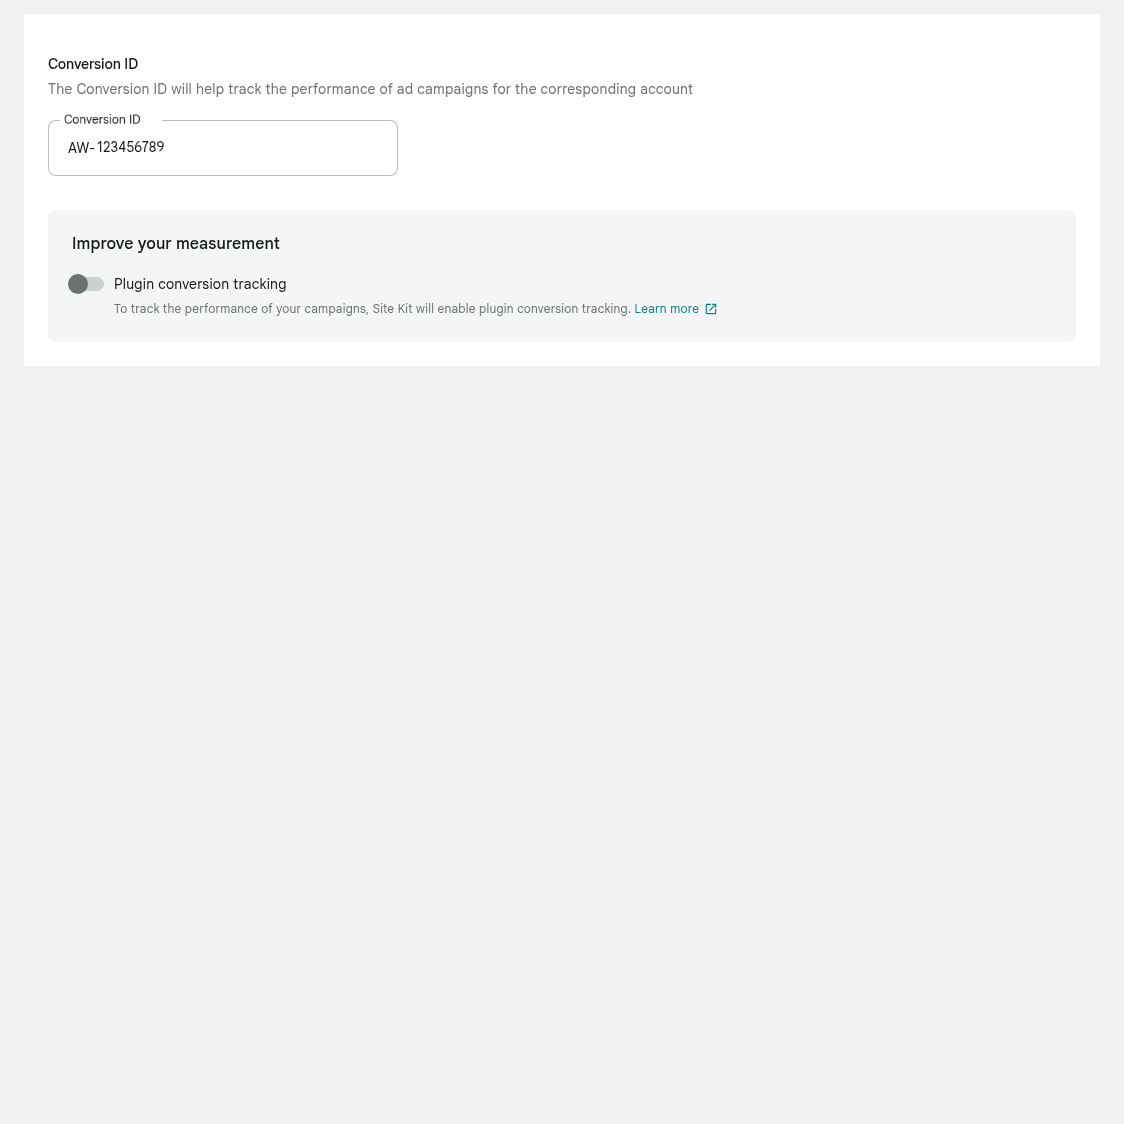 Conversion ID
The Conversion ID will help track the performance of ad campaigns for the corresponding account
Conversion ID
AW- 123456789
Improve your measurement
Plugin conversion tracking
To track the performance of your campaigns, Site Kit will enable plugin conversion tracking. Learn more